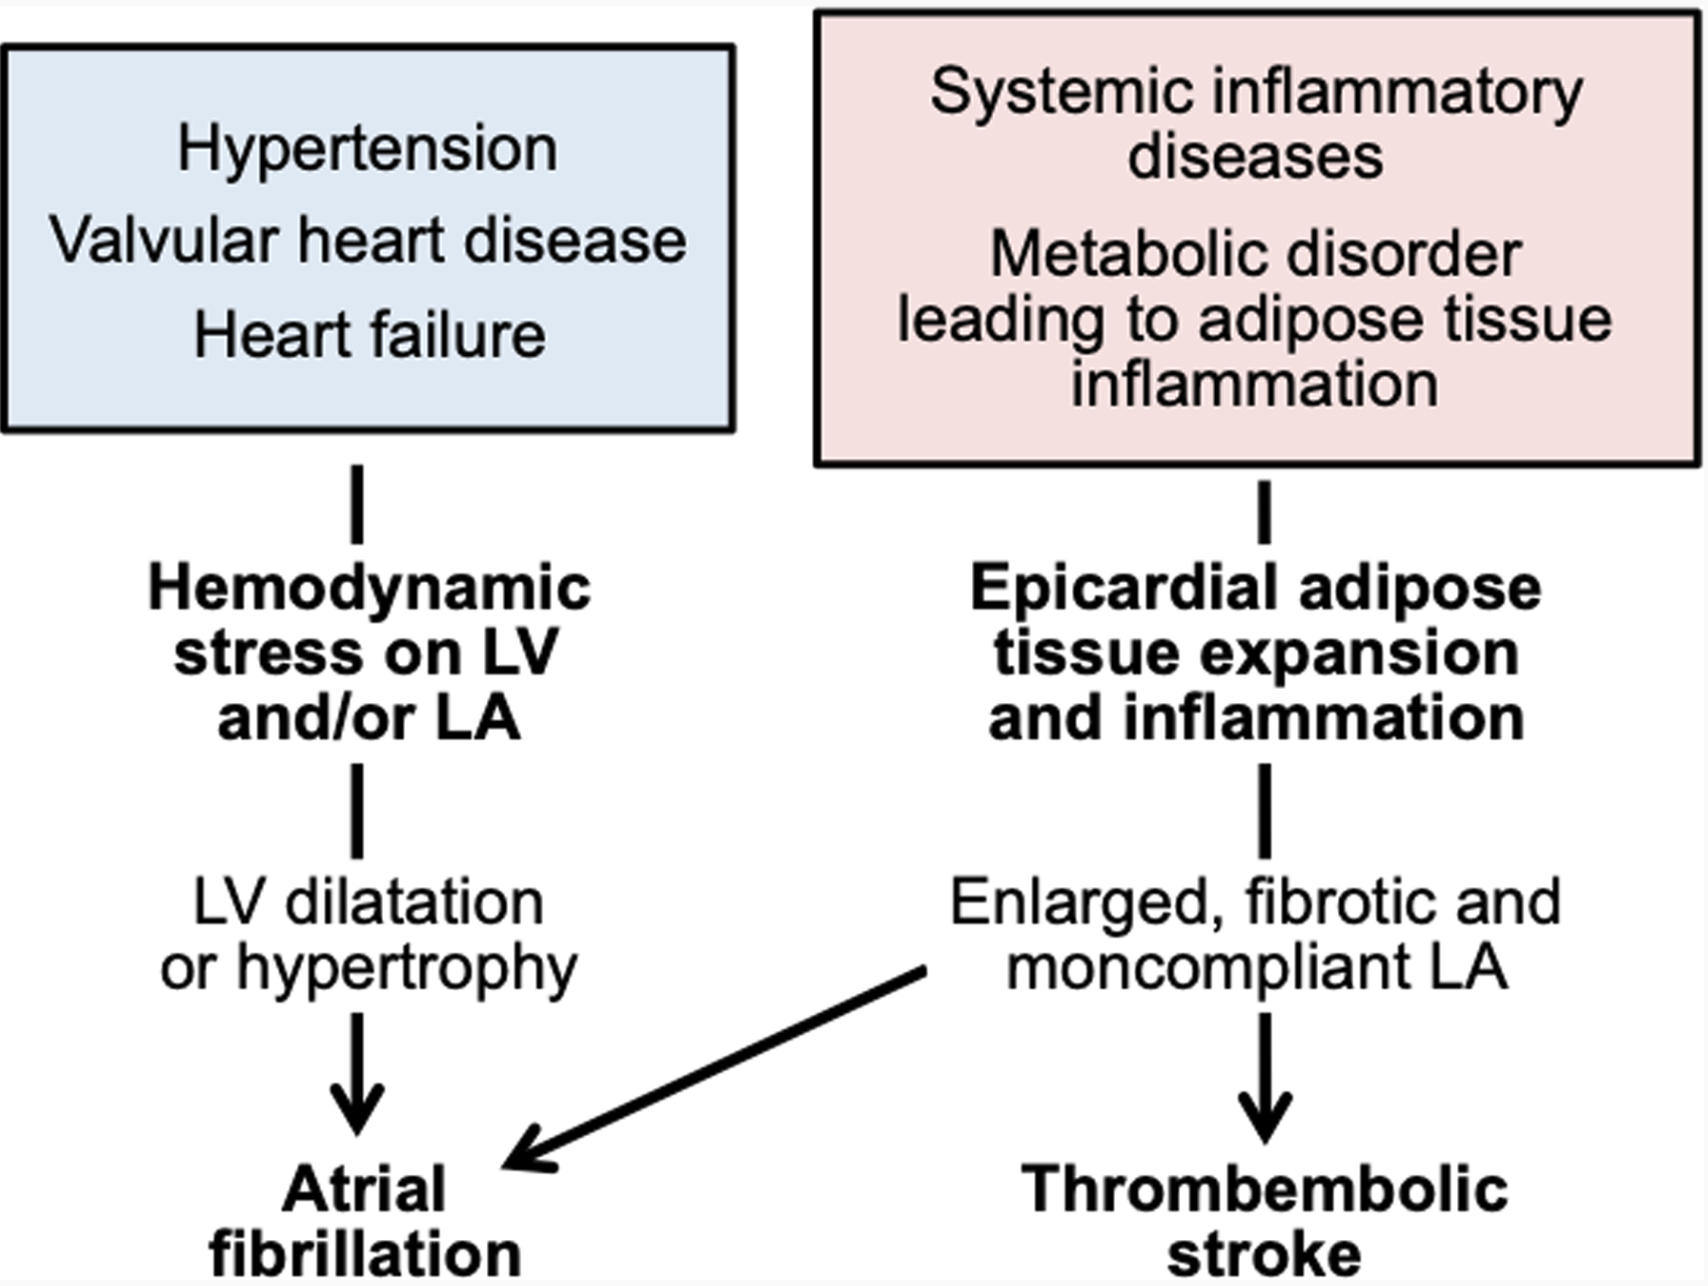 Hypertension
Valvular heart disease
Heart failure
Hemodynamic
stress on LV
and/or LA
LV dilatation
or hypertrophy
Atrial
fibrillation
Systemic inflammatory
diseases
Metabolic disorder
leading to adipose tissue
inflammation
Epicardial adipose
tissue expansion
and inflammation
Enlarged, fibrotic and
moncompliant LA
Thrombembolic
stroke